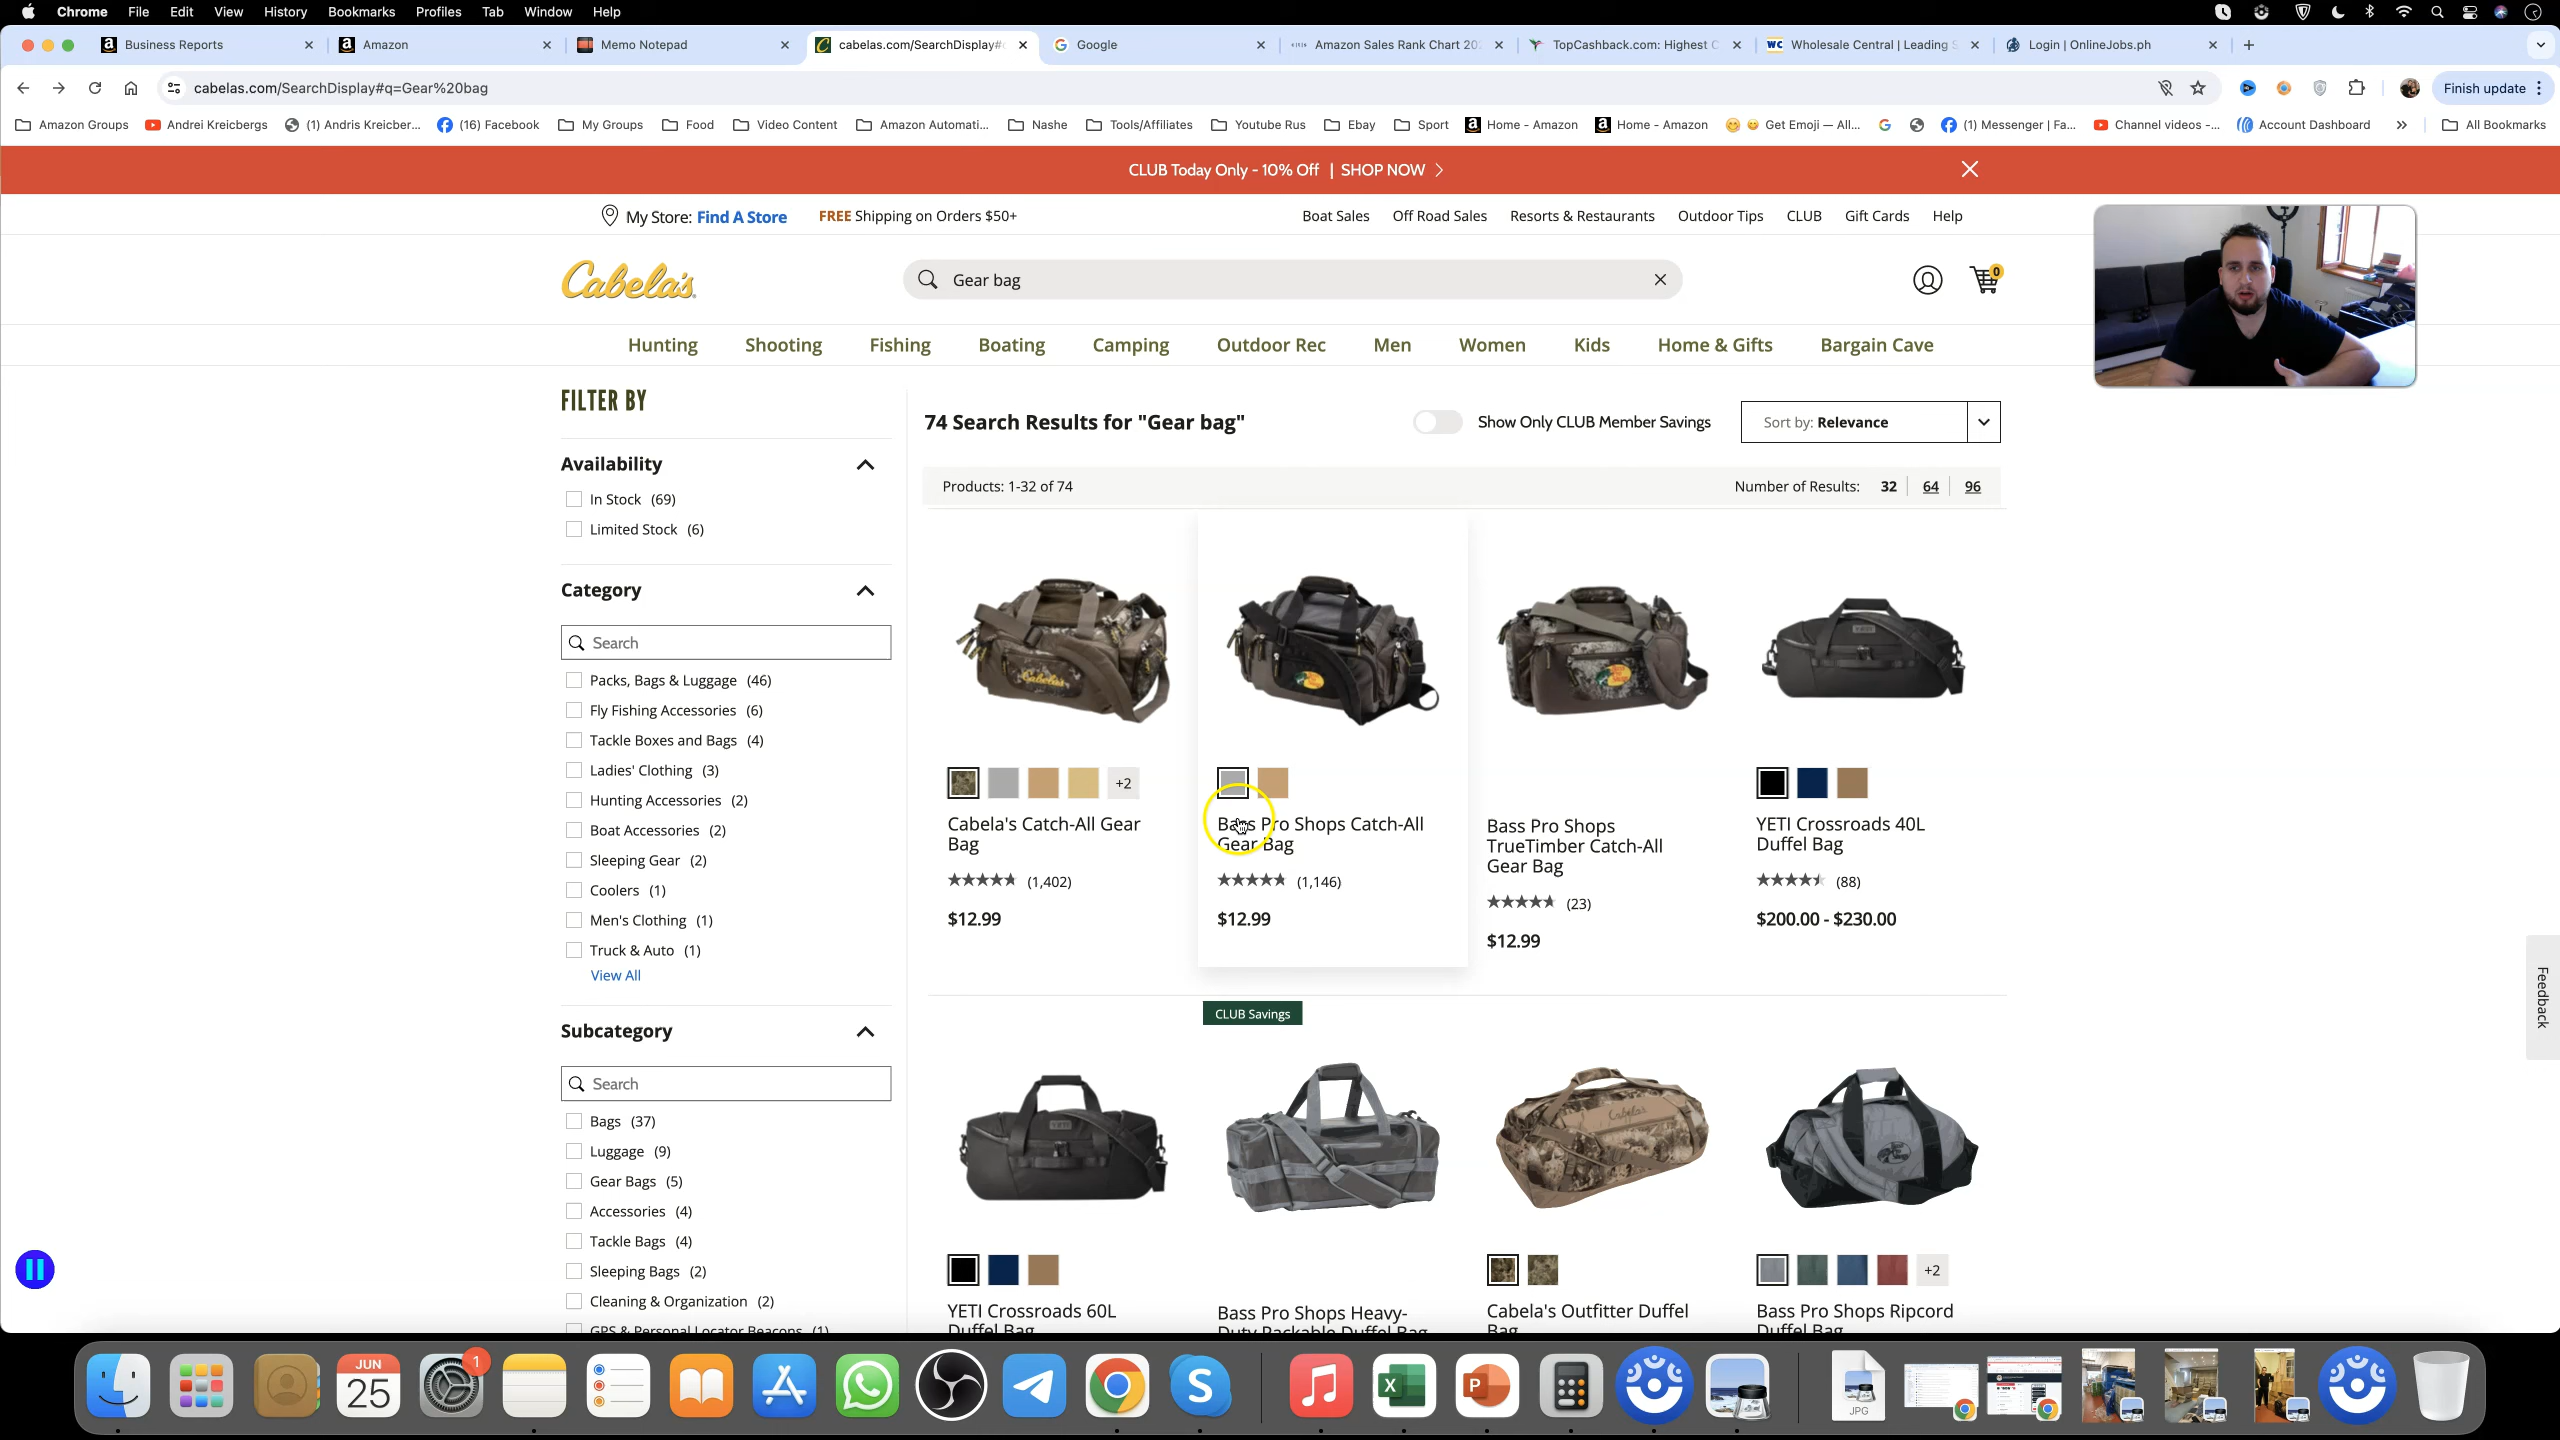 Chrome File Edit View History Bookmarks Profiles Tab Window Help
Business Reports
Amazon
Memo Notepad
cabelas.com/SearchDisplay#
Google
Amazon Sales Rank Chart 20
TopCashback.com: Highest C
Wholesale Central | Leading S
Login | OnlineJobs.ph
cabelas.com/SearchDisplay#q=Gear%20bag
Finish update
Amazon Groups
Andrei Kreicbergs
(1) Andris Kreicber...
(16) Facebook
My Groups
Food
Video Content
Amazon Automati...
Nashe
Tools/Affiliates
Youtube Rus
Ebay
Sport
Home - Amazon
Home - Amazon
Get Emoji — All...
(1) Messenger | Fa...
Channel videos -...
Account Dashboard
»
All Bookmarks
CLUB Today Only - 10% Off | SHOP NOW
My Store: Find A Store
FREE Shipping on Orders $50+
Boat Sales
Off Road Sales
Resorts & Restaurants
Outdoor Tips
CLUB
Gift Cards
Help
Cabela's
Gear bag
0
Hunting
Shooting
Fishing
Boating
Camping
Outdoor Rec
Men
Women
Kids
Home & Gifts
Bargain Cave
FILTER BY
Availability
In Stock (69)
Limited Stock (6)
Category
Search
Packs, Bags & Luggage (46)
Fly Fishing Accessories (6)
Tackle Boxes and Bags (4)
Ladies' Clothing (3)
Hunting Accessories (2)
Boat Accessories (2)
Sleeping Gear (2)
Coolers (1)
Men's Clothing (1)
Truck & Auto (1)
View All
Subcategory
Search
Bags (37)
Luggage (9)
Gear Bags (5)
Accessories (4)
Tackle Bags (4)
Sleeping Bags (2)
Cleaning & Organization (2)
GPS & Personal Locator Beacons (1)
74 Search Results for "Gear bag"
Show Only CLUB Member Savings
Sort by: Relevance
Products: 1-32 of 74
Number of Results: 32 64 96
+2
Cabela's Catch-All Gear
Bag
(1,402)
$12.99
Bass Pro Shops Catch-All
Gear Bag
(1,146)
$12.99
Bass Pro Shops
TrueTimber Catch-All
Gear Bag
(23)
$12.99
YETI Crossroads 40L
Duffel Bag
(88)
$200.00 - $230.00
CLUB Savings
YETI Crossroads 60L
Duffel Bag
Bass Pro Shops Heavy-
Duty Packable Duffel Bag
Cabela's Outfitter Duffel
Bag
+2
Bass Pro Shops Ripcord
Duffel Bag
Feedback
JUN
25
1
JPG